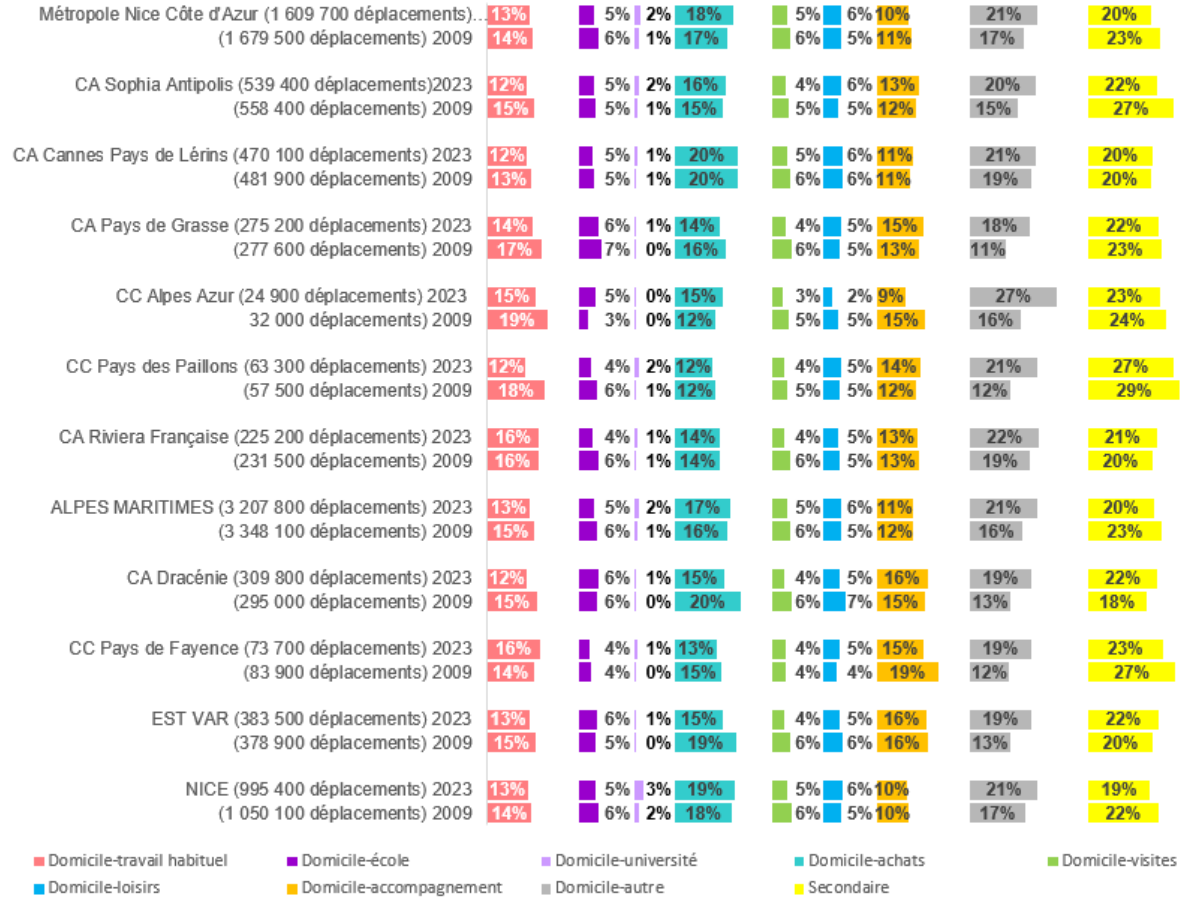 Métropole Nice Côte d'Azur (1 609 700 déplacements)... 13% 5% 2% 18% 5% 6% 10% 21% 20%
(1 679 500 déplacements) 2009 14% 6% 1% 17% 6% 5% 11% 17% 23%
CA Sophia Antipolis (539 400 déplacements)2023 12% 5% 2% 16% 4% 6% 13% 20% 22%
(558 400 déplacements) 2009 15% 5% 1% 15% 5% 5% 12% 15% 27%
CA Cannes Pays de Lérins (470 100 déplacements) 2023 12% 5% 1% 20% 5% 6% 11% 21% 20%
(481 900 déplacements) 2009 13% 5% 1% 20% 6% 6% 11% 19% 20%
CA Pays de Grasse (275 200 déplacements) 2023 14% 6% 1% 14% 4% 5% 15% 18% 22%
(277 600 déplacements) 2009 17% 7% 0% 16% 6% 5% 13% 11% 23%
CC Alpes Azur (24 900 déplacements) 2023 15% 5% 0% 15% 3% 2% 9% 27% 23%
32 000 déplacements) 2009 19% 3% 0% 12% 5% 5% 15% 16% 24%
CC Pays des Paillons (63 300 déplacements) 2023 12% 4% 2% 12% 4% 5% 14% 21% 27%
(57 500 déplacements) 2009 18% 6% 1% 12% 5% 5% 12% 12% 29%
CA Riviera Française (225 200 déplacements) 2023 16% 4% 1% 14% 4% 5% 13% 22% 21%
(231 500 déplacements) 2009 16% 6% 1% 14% 6% 5% 13% 19% 20%
ALPES MARITIMES (3 207 800 déplacements) 2023 13% 5% 2% 17% 5% 6% 11% 21% 20%
(3 348 100 déplacements) 2009 15% 6% 1% 16% 6% 5% 12% 16% 23%
CA Dracénie (309 800 déplacements) 2023 12% 6% 1% 15% 4% 5% 16% 19% 22%
(295 000 déplacements) 2009 15% 6% 0% 20% 6% 7% 15% 13% 18%
CC Pays de Fayence (73 700 déplacements) 2023 16% 4% 1% 13% 4% 5% 15% 19% 23%
(83 900 déplacements) 2009 14% 4% 0% 15% 4% 4% 19% 12% 27%
EST VAR (383 500 déplacements) 2023 13% 6% 1% 15% 4% 5% 16% 19% 22%
(378 900 déplacements) 2009 15% 5% 0% 19% 6% 6% 16% 13% 20%
NICE (995 400 déplacements) 2023 13% 5% 3% 19% 5% 6% 10% 21% 19%
(1 050 100 déplacements) 2009 14% 6% 2% 18% 6% 5% 10% 17% 22%
Domicile-travail habituel Domicile-école Domicile-université Domicile-achats Domicile-visites
Domicile-loisirs Domicile-accompagnement Domicile-autre Secondaire